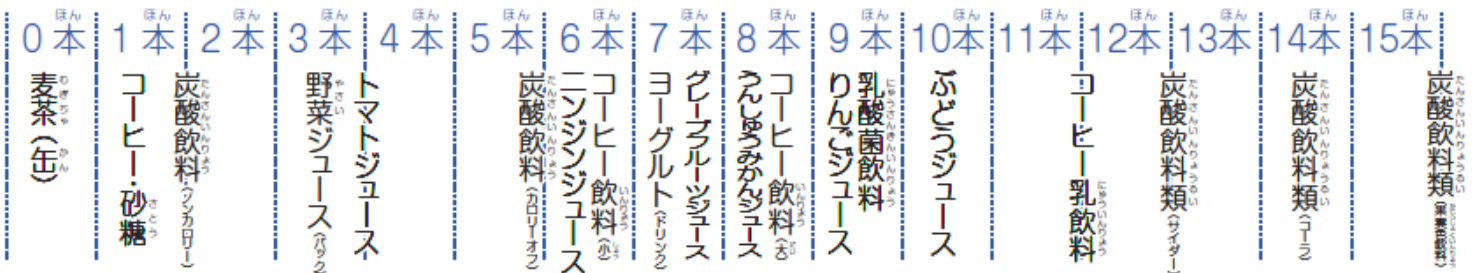 0本 1本 2本 3本 4本 5本 6本 7本 8本 9本 10本 11本 12本 13本 14本 15本
麦茶(缶)
コーヒー・砂糖
炭酸飲料(ノンカロリー)
野菜ジュース(パック)
トマトジュース
炭酸飲料(カロリーオフ)
ニンジンジュース
コーヒー飲料(小)
ヨーグルト(ドリンク)
グレープフルーツジュース
うんしゅうみかんジュース
コーヒー飲料(大)
りんごジュース
乳酸菌飲料
ぶどうジュース
コーヒー乳飲料
炭酸飲料類(サイダー)
炭酸飲料類(コーラ)
炭酸飲料類(果実色飲料)